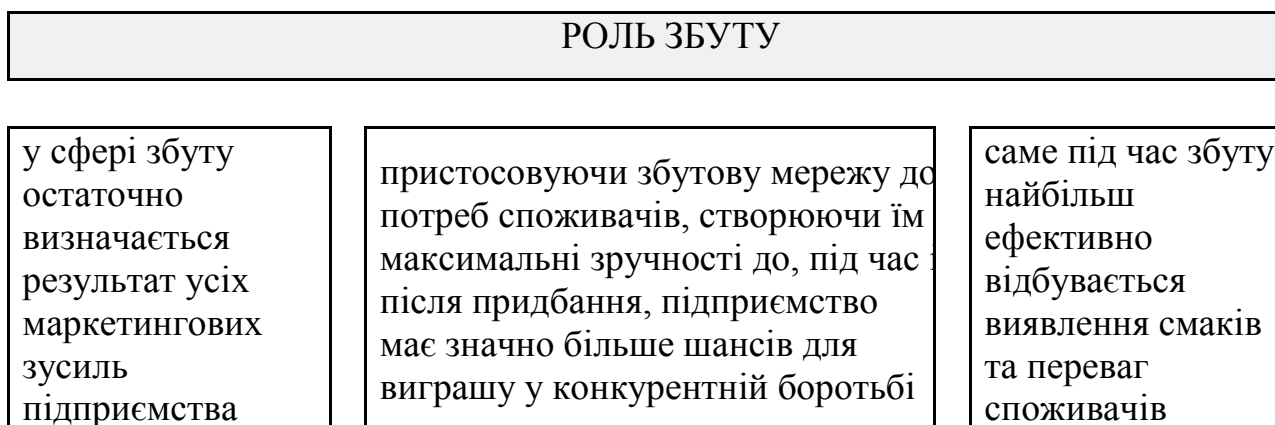 РОЛЬ ЗБУТУ
у сфері збуту
остаточно
визначається
результат усіх
маркетингових
зусиль
підприємства
пристосовуючи збутову мережу до
потреб споживачів, створюючи їм
максимальні зручності до, під час і
після придбання, підприємство
має значно більше шансів для
виграшу у конкурентній боротьбі
саме під час збуту
найбільш
ефективно
відбувається
виявлення смаків
та переваг
споживачів